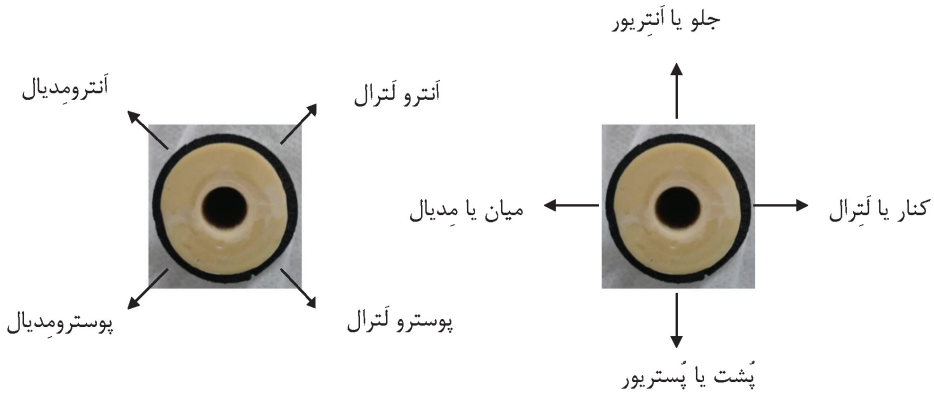 جلو یا اَنتِریور
اَنترو لَترال
اَنترومِدیال
کنار یا لَتِرال
میان یا مِدیال
پوسترو لَترال
پوسترومِدیال
پُشت یا پُستریور